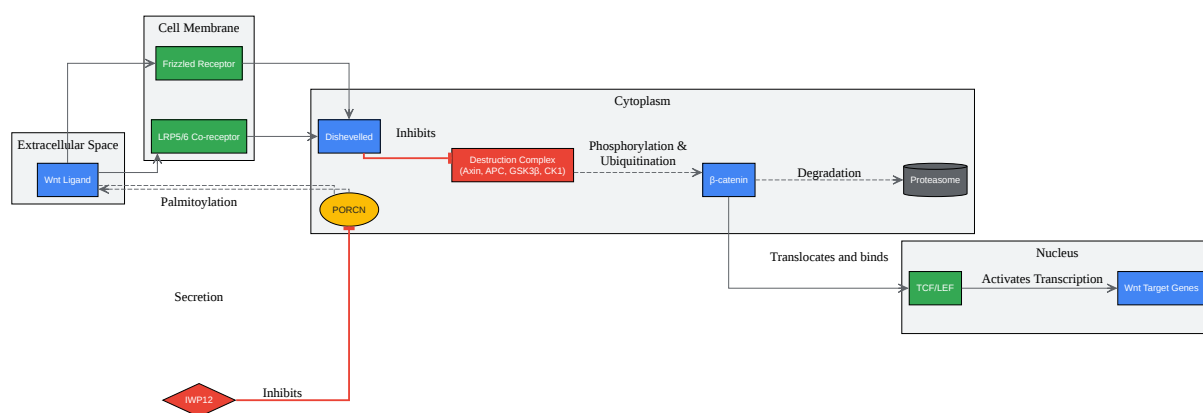 Cell Membrane
Frizzled Receptor
LRP5/6 Co-receptor
Extracellular Space
Wnt Ligand
Palmitoylation
Secretion
IWP12
Inhibits
Cytoplasm
Dishevelled
Inhibits
Destruction Complex
(Axin, APC, GSK3β, CK1)
Phosphorylation &
Ubiquitination
β-catenin
Degradation
Proteasome
PORCN
Translocates and binds
Nucleus
TCF/LEF
Activates Transcription
Wnt Target Genes